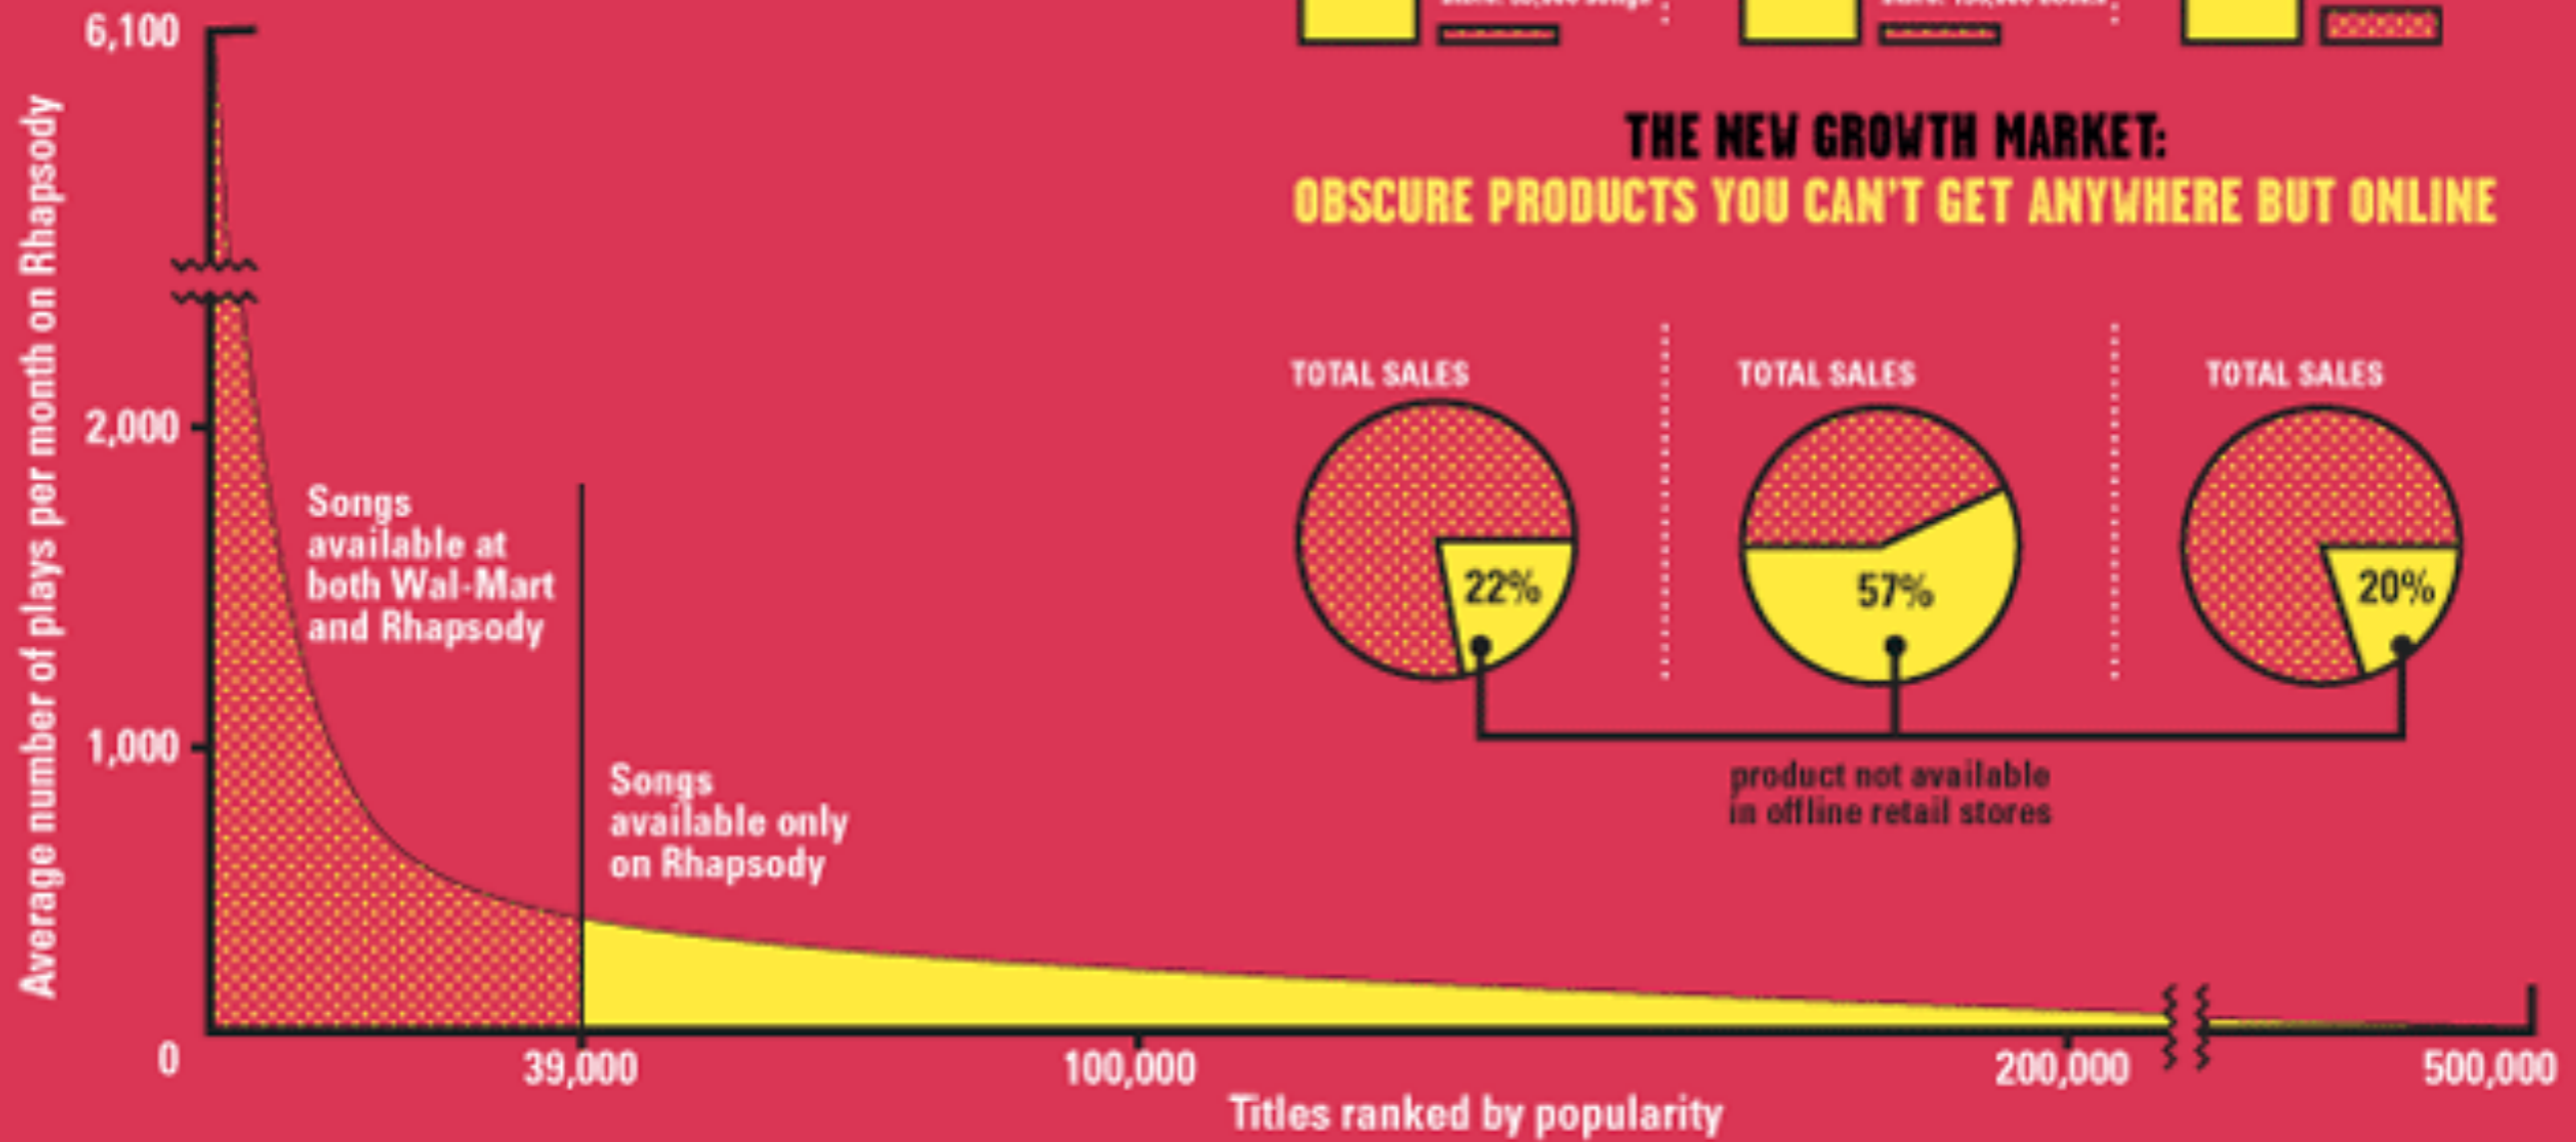 6,100
2,000
1,000
0
Average number of plays per month on Rhapsody
Songs
available at
both Wal-Mart
and Rhapsody
Songs
available only
on Rhapsody
39,000
100,000
200,000
500,000
Titles ranked by popularity
THE NEW GROWTH MARKET:
OBSCURE PRODUCTS YOU CAN'T GET ANYWHERE BUT ONLINE
TOTAL SALES
TOTAL SALES
TOTAL SALES
22%
57%
20%
product not available
in offline retail stores